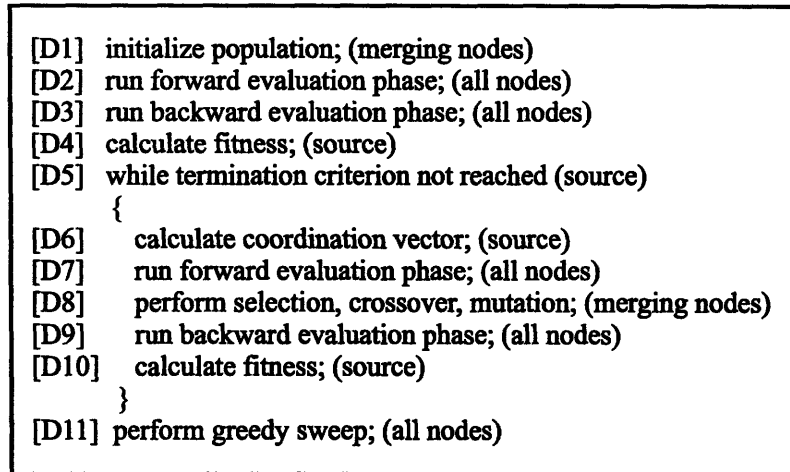 [D1] initialize population; (merging nodes)
[D2] run forward evaluation phase; (all nodes)
[D3] run backward evaluation phase; (all nodes)
[D4] calculate fitness; (source)
[D5] while termination criterion not reached (source)
{
[D6] calculate coordination vector; (source)
[D7] run forward evaluation phase; (all nodes)
[D8] perform selection, crossover, mutation; (merging nodes)
[D9] run backward evaluation phase; (all nodes)
[D10] calculate fitness; (source)
}
[D11] perform greedy sweep; (all nodes)